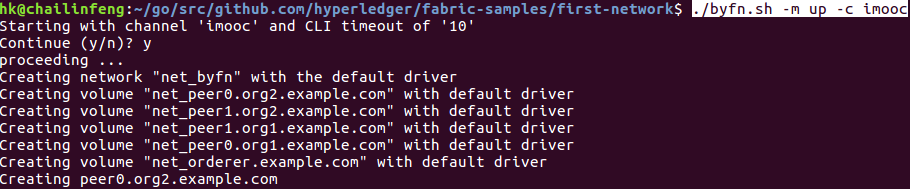 hk@chailinfeng:~/go/src/github.com/hyperledger/fabric-samples/first-network$ ./byfn.sh -m up -c imooc
Starting with channel 'imooc' and CLI timeout of '10'
Continue (y/n)? y
proceeding ...
Creating network "net_byfn" with the default driver
Creating volume "net_peer0.org2.example.com" with default driver
Creating volume "net_peer1.org2.example.com" with default driver
Creating volume "net_peer1.org1.example.com" with default driver
Creating volume "net_peer0.org1.example.com" with default driver
Creating volume "net_orderer.example.com" with default driver
Creating peer0.org2.example.com